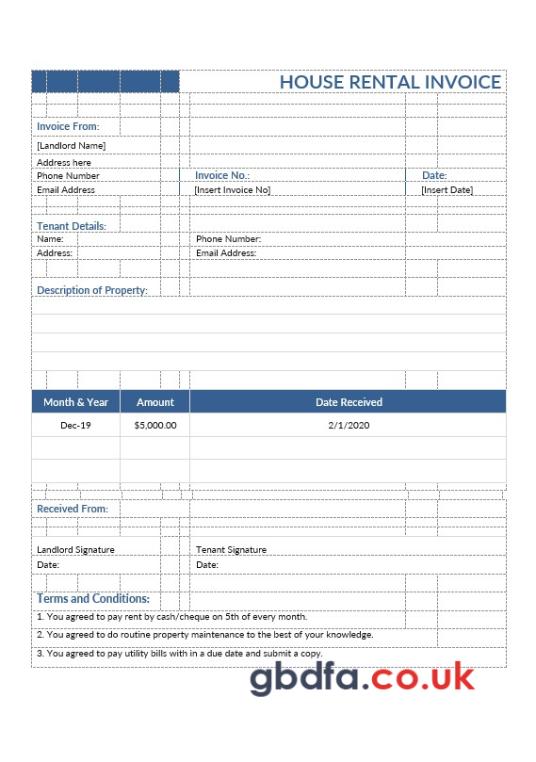 HOUSE RENTAL INVOICE
Invoice From:
[Landlord Name]
Address here
Phone Number Invoice No.: Date:
Email Address [Insert Invoice No] [Insert Date]
Tenant Details:
Name: Phone Number:
Address: Email Address:
Description of Property:
Month & Year Amount Date Received
Dec-19 $5,000.00 2/1/2020
Received From:
Landlord Signature Tenant Signature
Date: Date:
Terms and Conditions:
1. You agreed to pay rent by cash/cheque on 5th of every month.
2. You agreed to do routine property maintenance to the best of your knowledge.
3. You agreed to pay utility bills with in a due date and submit a copy.
gbdfa.co.uk